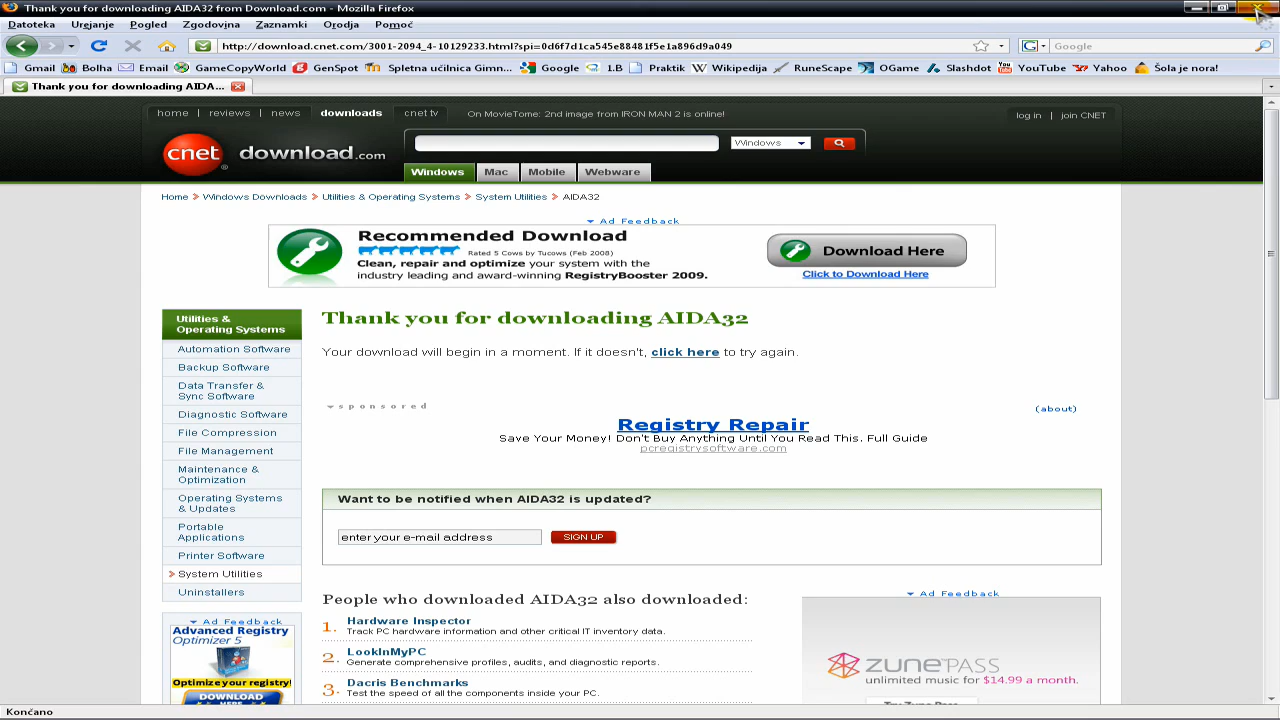 Thank you for downloading AIDA32 from Download.com - Mozilla Firefox
Datoteka Urejanje Pogled Zgodovina Zaznamki Orodja Pomoč
http://download.cnet.com/3001-2094_4-10129233.html?spi=0d6f7d1ca545e88481f5e1a896d9a049
Google
Gmail Bolha Email GameCopyWorld GenSpot Spletna učilnica Gimn... Google 1.B Praktik Wikipedija RuneScape OGame Slashdot YouTube Yahoo Šola je nora!
Thank you for downloading AIDA...
home | reviews | news downloads cnet tv On MovieTome: 2nd image from IRON MAN 2 is online! log in | join CNET
cnet download.com
Windows
Windows Mac Mobile Webware
Home Windows Downloads Utilities & Operating Systems System Utilities AIDA32
Ad Feedback
Recommended Download
Rated 5 Cows by Tucows (Feb 2008)
Clean, repair and optimize your system with the
industry leading and award-winning RegistryBooster 2009.
Download Here
Click to Download Here
Utilities &
Operating Systems
Automation Software
Backup Software
Data Transfer &
Sync Software
Diagnostic Software
File Compression
File Management
Maintenance &
Optimization
Operating Systems
& Updates
Portable
Applications
Printer Software
System Utilities
Uninstallers
Ad Feedback
Advanced Registry
Optimizer 5
Optimize your registry!
DOWNLOAD
Thank you for downloading AIDA32
Your download will begin in a moment. If it doesn't, click here to try again.
sponsored
(about)
Registry Repair
Save Your Money! Don't Buy Anything Until You Read This. Full Guide
pcregistrysoftware.com
Want to be notified when AIDA32 is updated?
enter your e-mail address SIGN UP
People who downloaded AIDA32 also downloaded:
1. Hardware Inspector
Track PC hardware information and other critical IT inventory data.
2. LookInMyPC
Generate comprehensive profiles, audits, and diagnostic reports.
3. Dacris Benchmarks
Test the speed of all the components inside your PC.
Ad Feedback
zunePASS
unlimited music for $14.99 a month.
Try Zune Pass
Končano